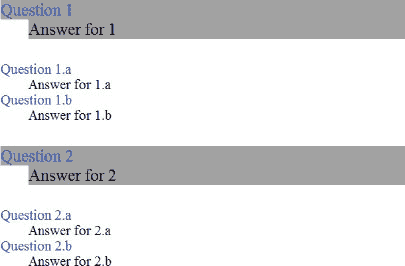 Question 1
Answer for 1
Question 1.a
Answer for 1.a
Question 1.b
Answer for 1.b
Question 2
Answer for 2
Question 2.a
Answer for 2.a
Question 2.b
Answer for 2.b